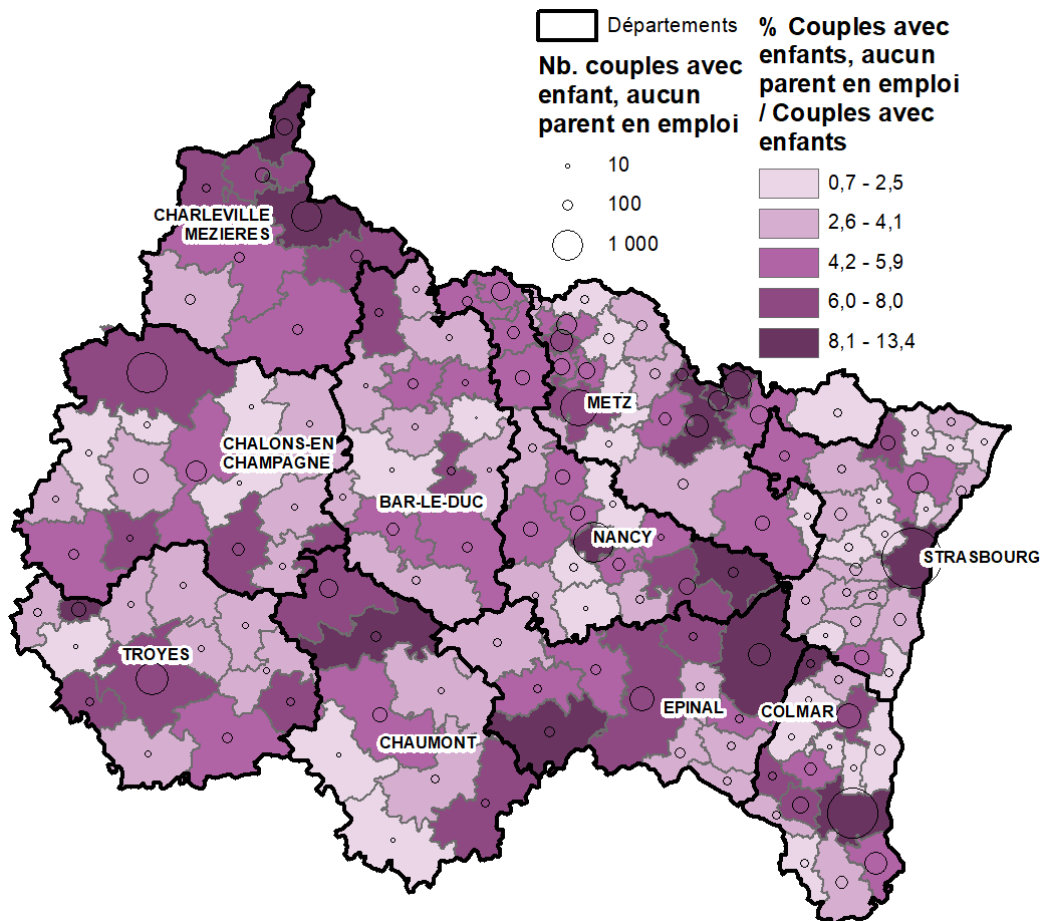 Départements
Nb. couples avec
enfant, aucun
parent en emploi
10
100
1 000
% Couples avec
enfants, aucun
parent en emploi
/ Couples avec
enfants
0,7 - 2,5
2,6 - 4,1
4,2 - 5,9
6,0 - 8,0
8,1 - 13,4
CHARLEVILLE
MEZIERES
METZ
CHALONS-EN
CHAMPAGNE
BAR-LE-DUC
NANCY
STRASBOURG
TROYES
EPINAL
COLMAR
CHAUMONT